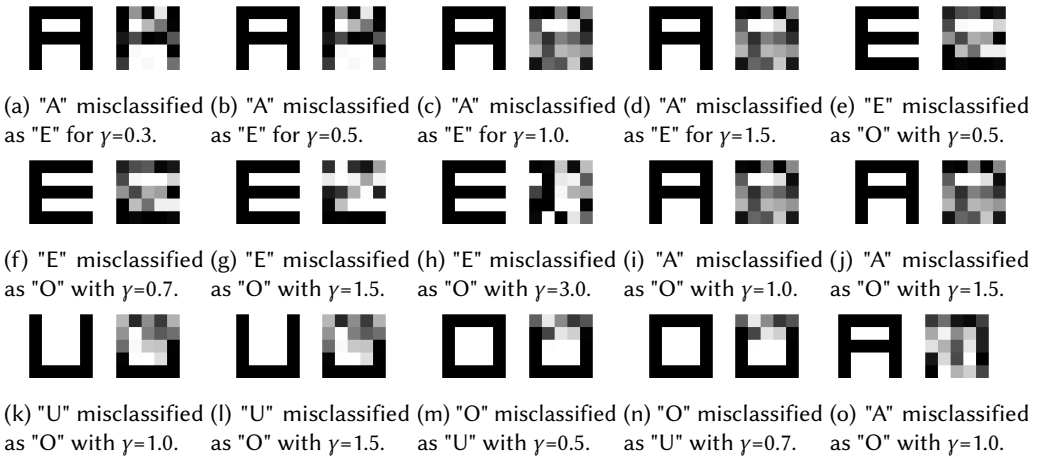 (a) "A" misclassified (b) "A" misclassified (c) "A" misclassified (d) "A" misclassified (e) "E" misclassified
as "E" for γ=0.3. as "E" for γ=0.5. as "E" for γ=1.0. as "E" for γ=1.5. as "O" with γ=0.5.
(f) "E" misclassified (g) "E" misclassified (h) "E" misclassified (i) "A" misclassified (j) "A" misclassified
as "O" with γ=0.7. as "O" with γ=1.5. as "O" with γ=3.0. as "O" with γ=1.0. as "O" with γ=1.5.
(k) "U" misclassified (l) "U" misclassified (m) "O" misclassified (n) "O" misclassified (o) "A" misclassified
as "O" with γ=1.0. as "O" with γ=1.5. as "U" with γ=0.5. as "U" with γ=0.7. as "O" with γ=1.0.